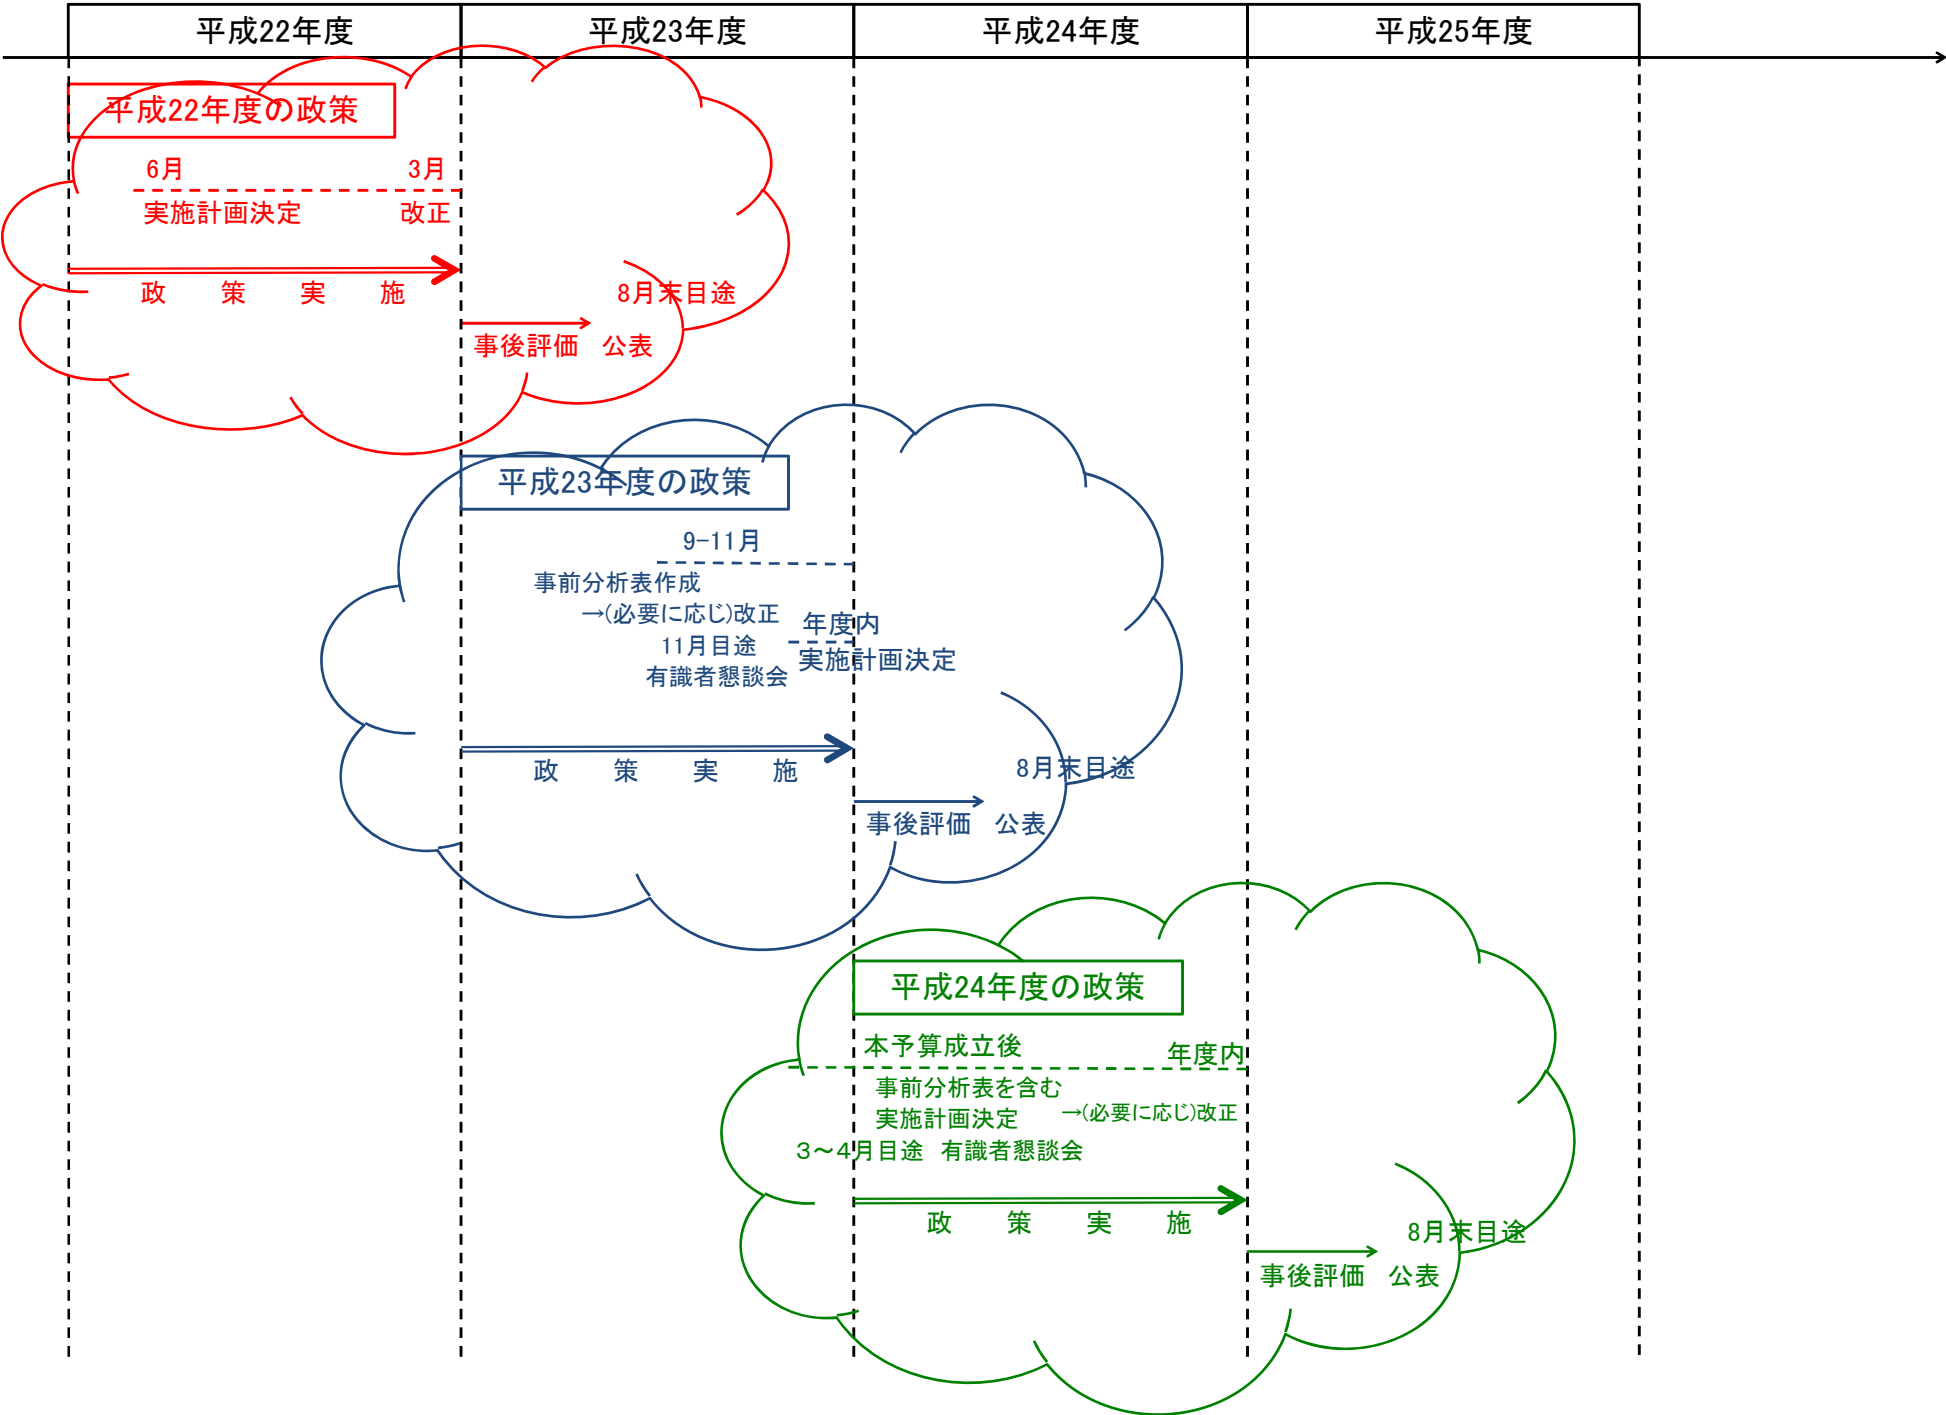 平成22年度 平成23年度 平成24年度 平成25年度
平成22年度の政策
6月 3月
実施計画決定 改正
政 策 実 施
8月末目途
事後評価 公表
平成23年度の政策
9-11月
事前分析表作成
→(必要に応じ)改正
年度内
11月目途
実施計画決定
有識者懇談会
政 策 実 施
8月末目途
事後評価 公表
平成24年度の政策
本予算成立後 年度内
事前分析表を含む
実施計画決定 →(必要に応じ)改正
3～4月目途 有識者懇談会
政 策 実 施
8月末目途
事後評価 公表